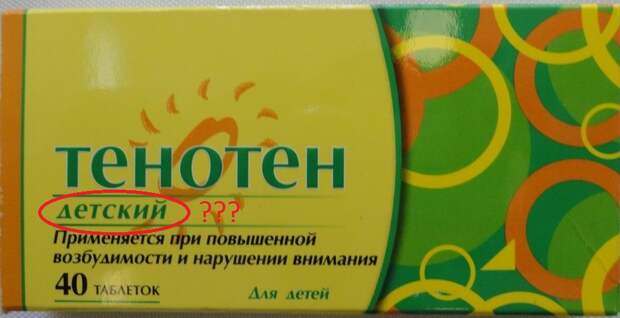 тенотен
детский ???
Применяется при повышенной
возбудимости и нарушении внимания
40 ТАБЛЕТОК Для детей